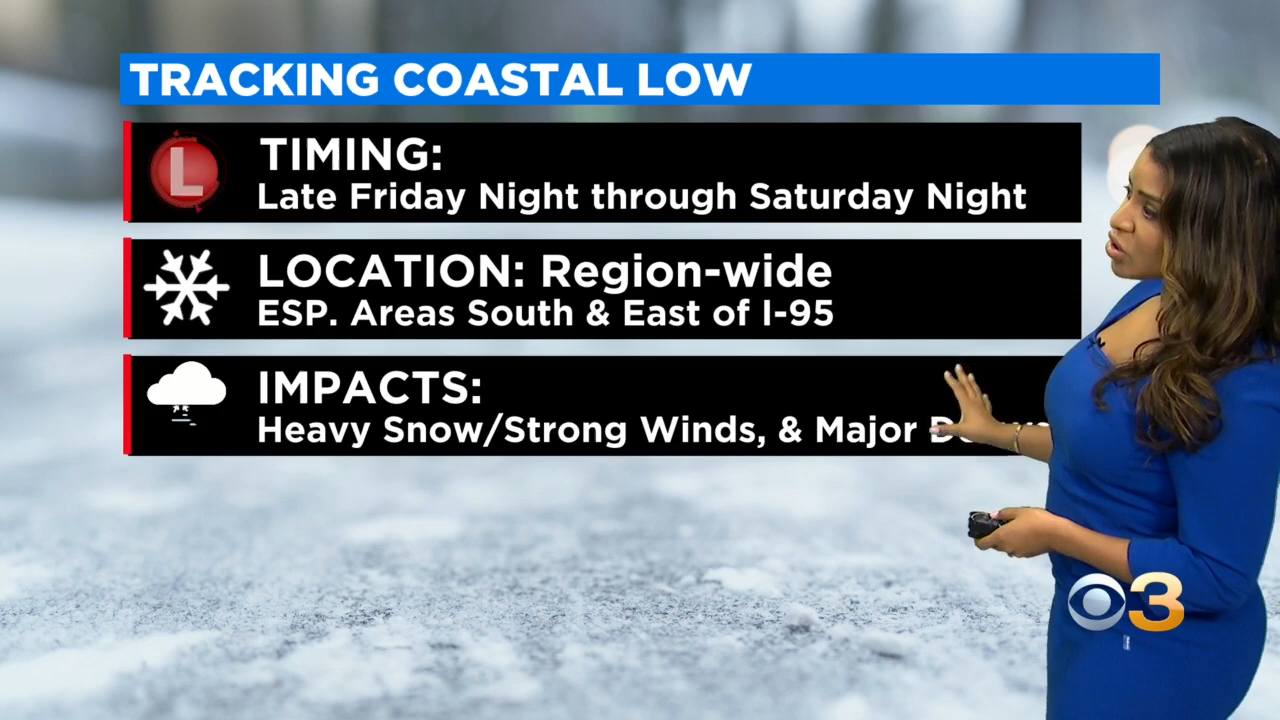 TRACKING COASTAL LOW
L
TIMING:
Late Friday Night through Saturday Night
LOCATION: Region-wide
ESP. Areas South & East of I-95
IMPACTS:
Heavy Snow/Strong Winds, & Major
3